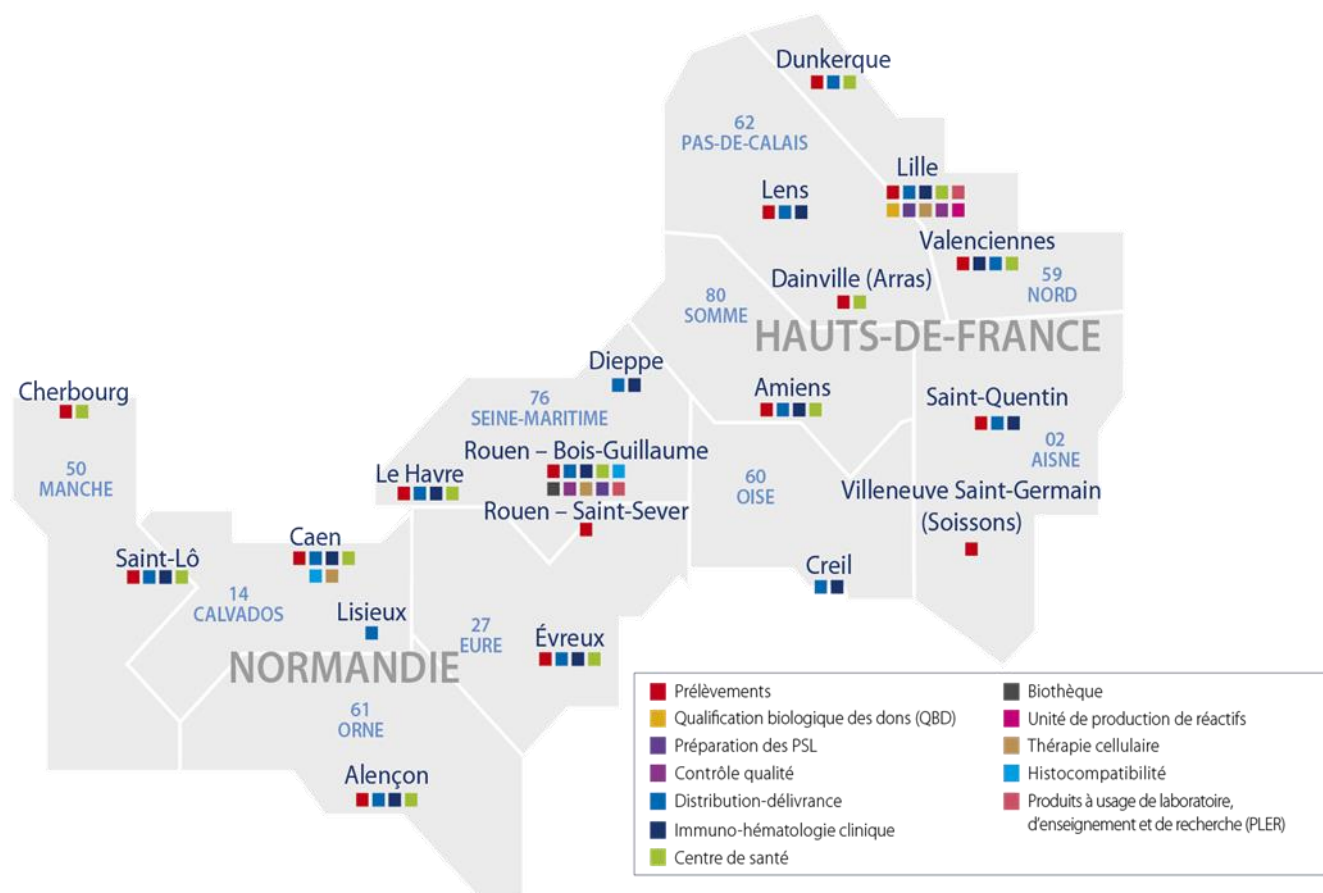 Dunkerque
62
PAS-DE-CALAIS
Lille
Lens
Valenciennes
Dainville (Arras)
59
NORD
80
SOMME
HAUTS-DE-FRANCE
Dieppe
Cherbourg
76
SEINE-MARITIME
Amiens
Saint-Quentin
02
AISNE
Rouen – Bois-Guillaume
50
MANCHE
Le Havre
60
OISE
Villeneuve Saint-Germain
(Soissons)
Rouen – Saint-Sever
Caen
Saint-Lô
Creil
14
CALVADOS
Lisieux
27
EURE
Évreux
NORMANDIE
61
ORNE
Alençon
Prélèvements
Qualification biologique des dons (QBD)
Préparation des PSL
Contrôle qualité
Distribution-délivrance
Immuno-hématologie clinique
Centre de santé
Biothèque
Unité de production de réactifs
Thérapie cellulaire
Histocompatibilité
Produits à usage de laboratoire,
d'enseignement et de recherche (PLER)